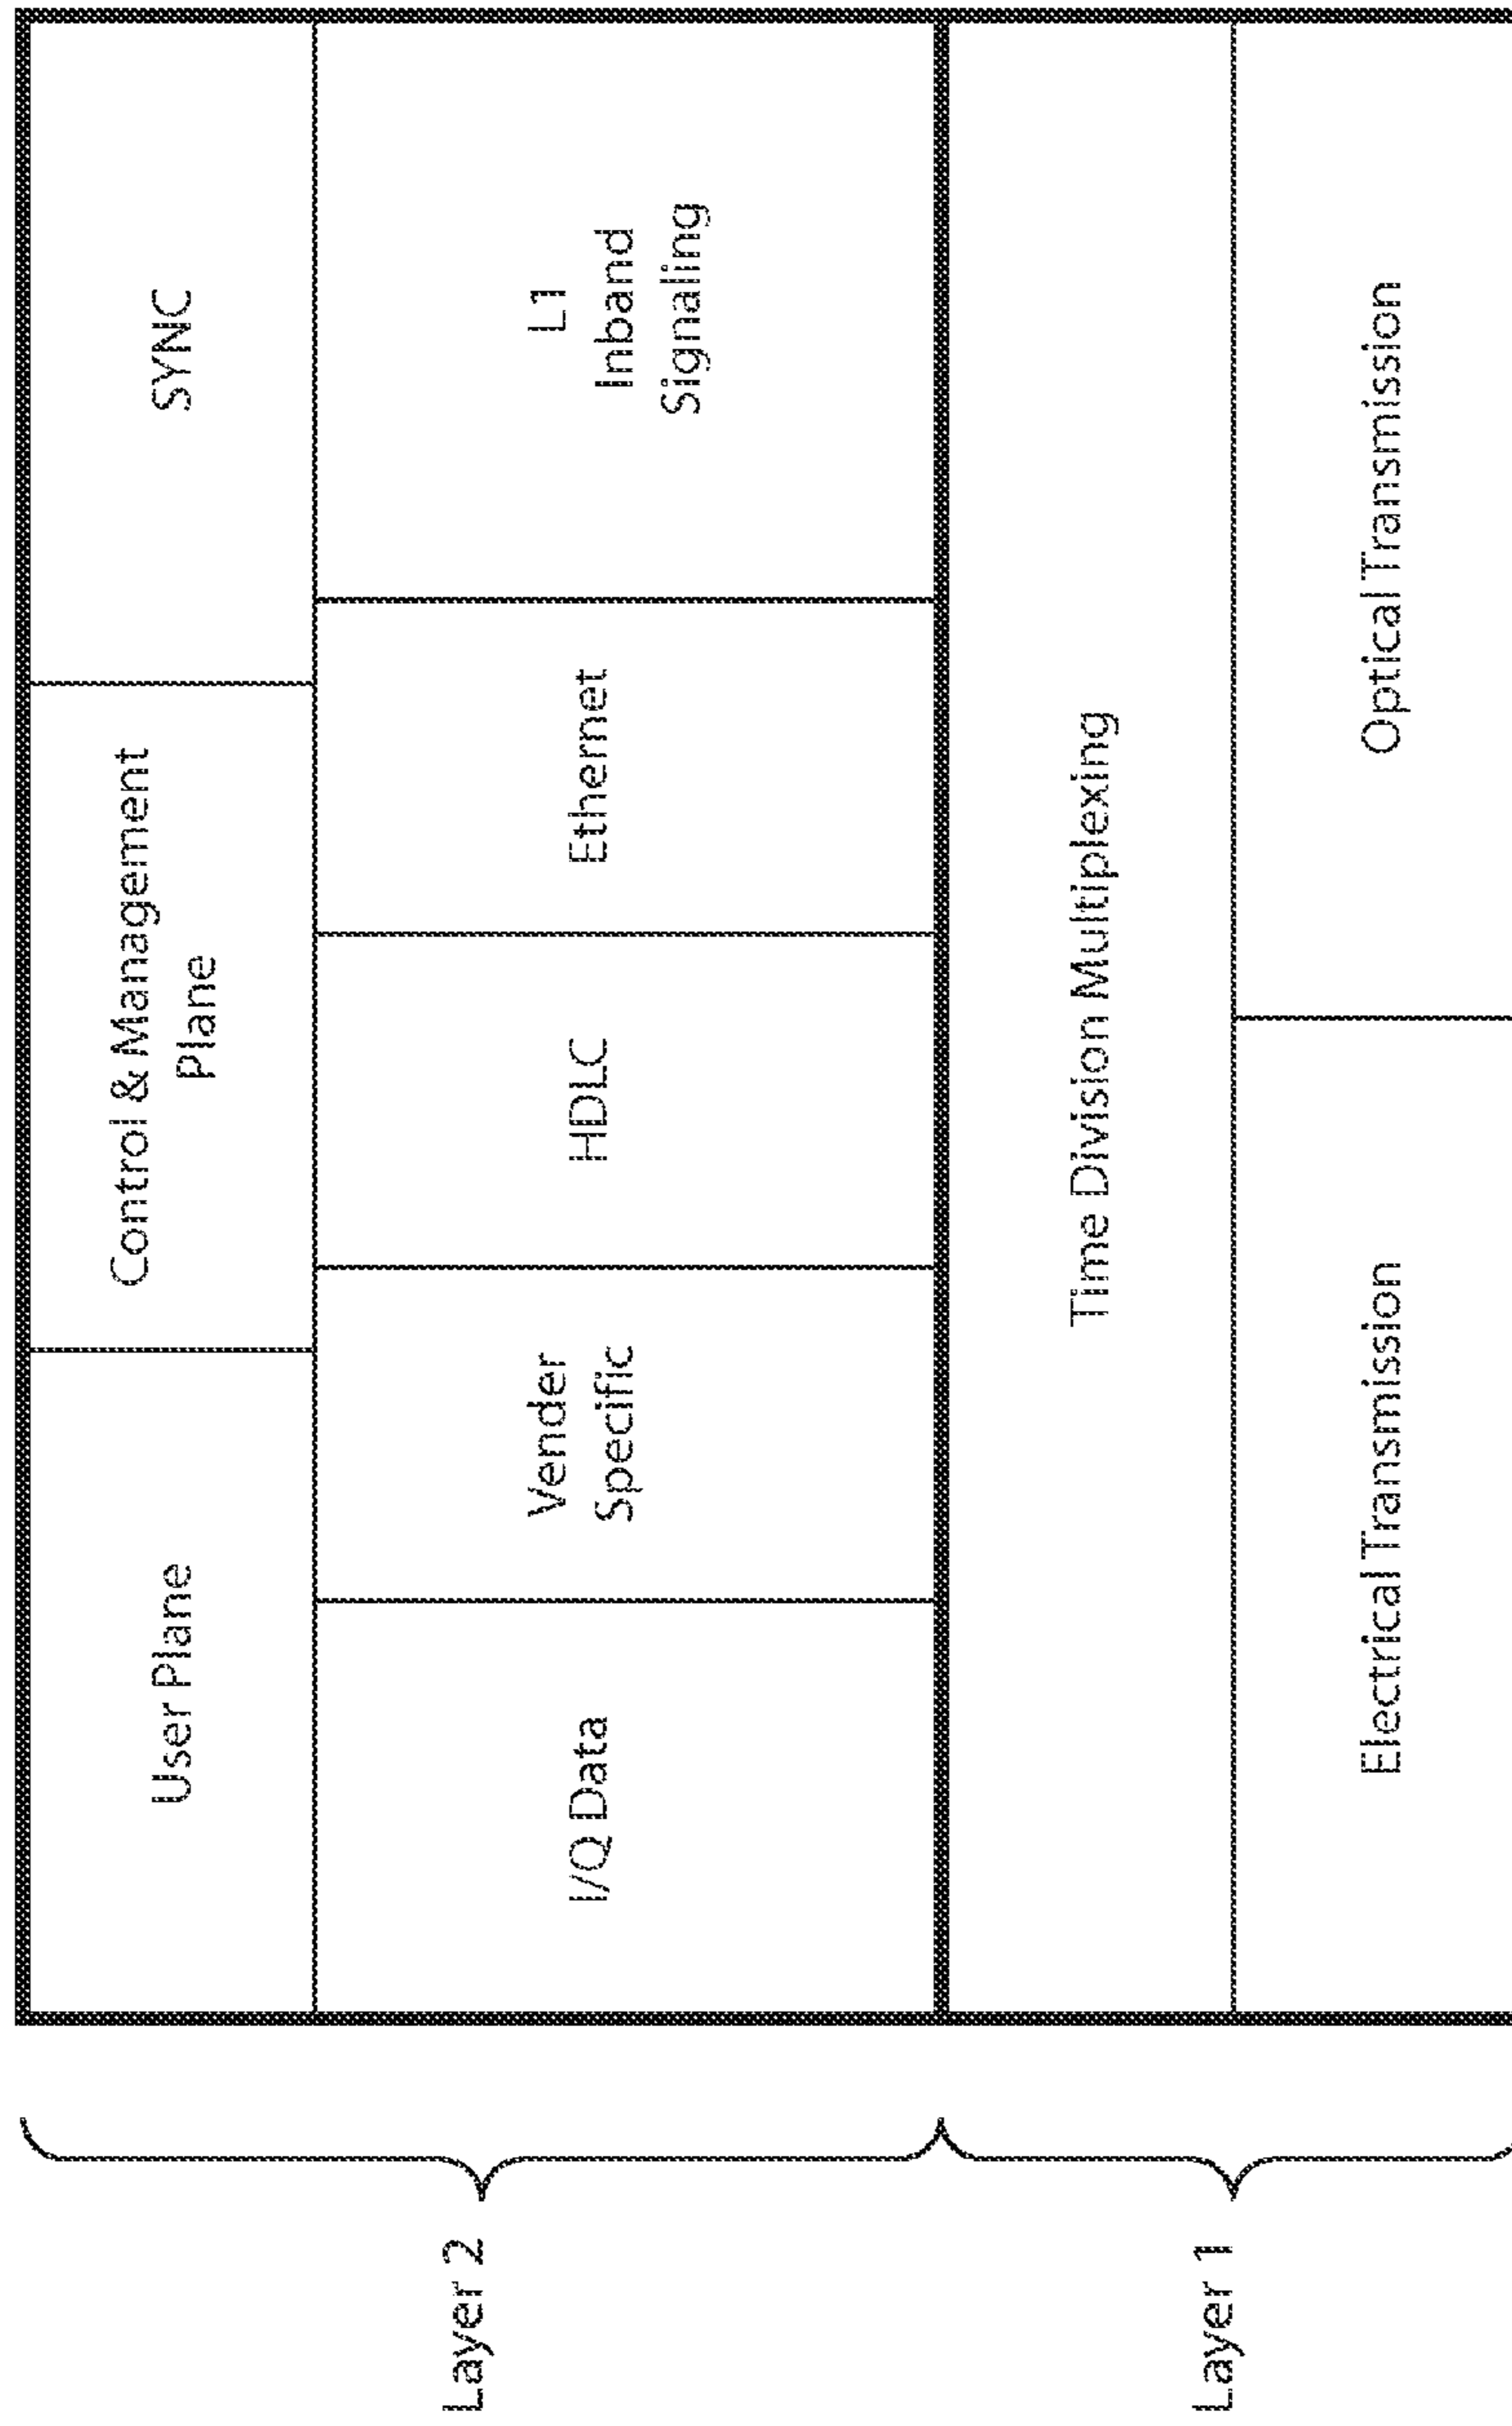 User Plane
Control & Management
Plane
SYNC
Layer 2
I/Q Data
Vender
Specific
HDLC
Ethernet
L1
Inband
Signaling
Layer 1
Time Division Multiplexing
Electrical Transmission
Optical Transmission